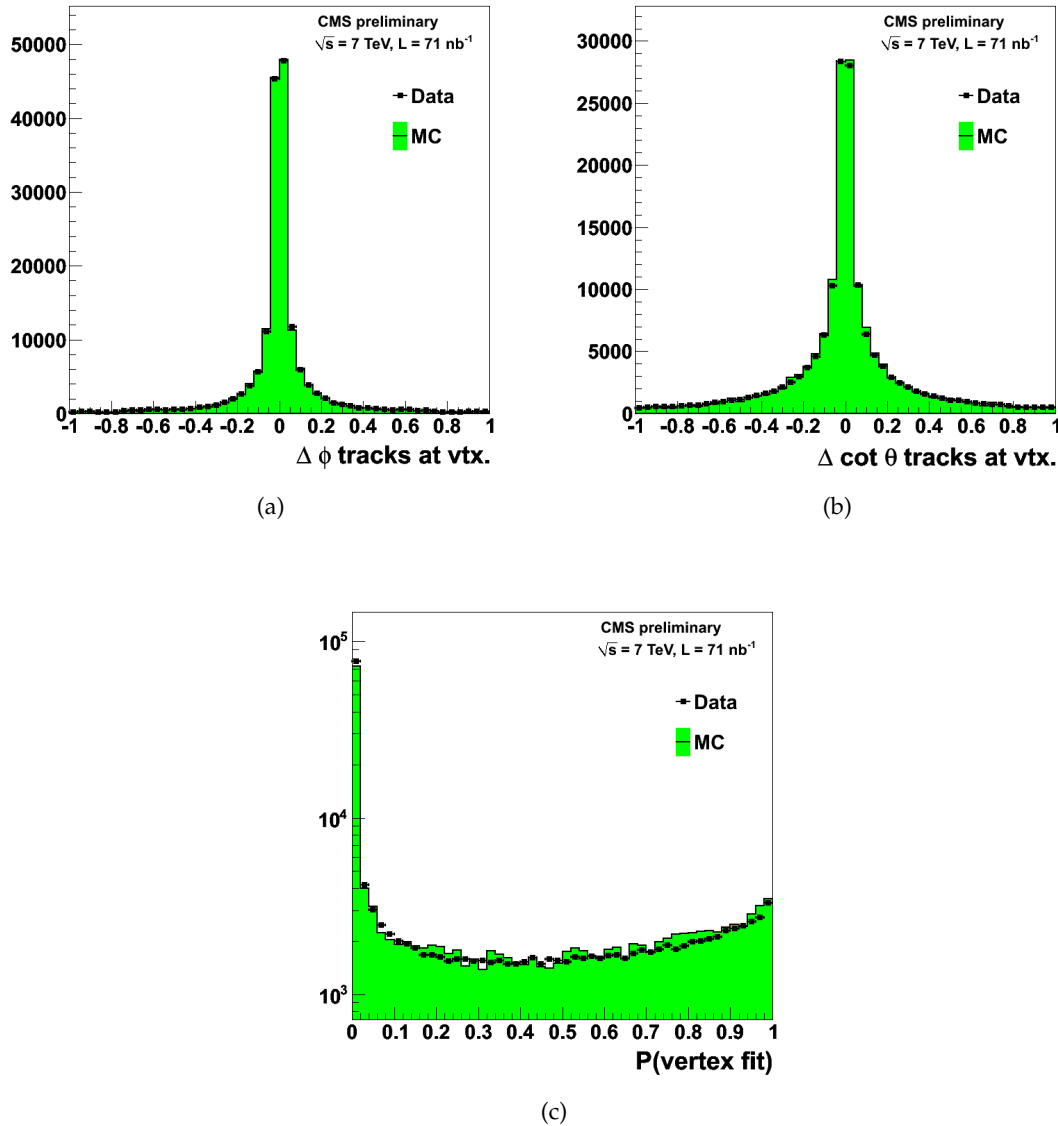 CMS preliminary
√s = 7 TeV, L = 71 nb⁻¹
Data
MC
50000
40000
30000
20000
10000
0
-1 -0.8 -0.6 -0.4 -0.2 0 0.2 0.4 0.6 0.8 1
Δ ϕ tracks at vtx.
(a)
CMS preliminary
√s = 7 TeV, L = 71 nb⁻¹
Data
MC
30000
25000
20000
15000
10000
5000
0
-1 -0.8 -0.6 -0.4 -0.2 0 0.2 0.4 0.6 0.8 1
Δ cot θ tracks at vtx.
(b)
CMS preliminary
√s = 7 TeV, L = 71 nb⁻¹
Data
MC
10⁵
10⁴
10³
0 0.1 0.2 0.3 0.4 0.5 0.6 0.7 0.8 0.9 1
P(vertex fit)
(c)